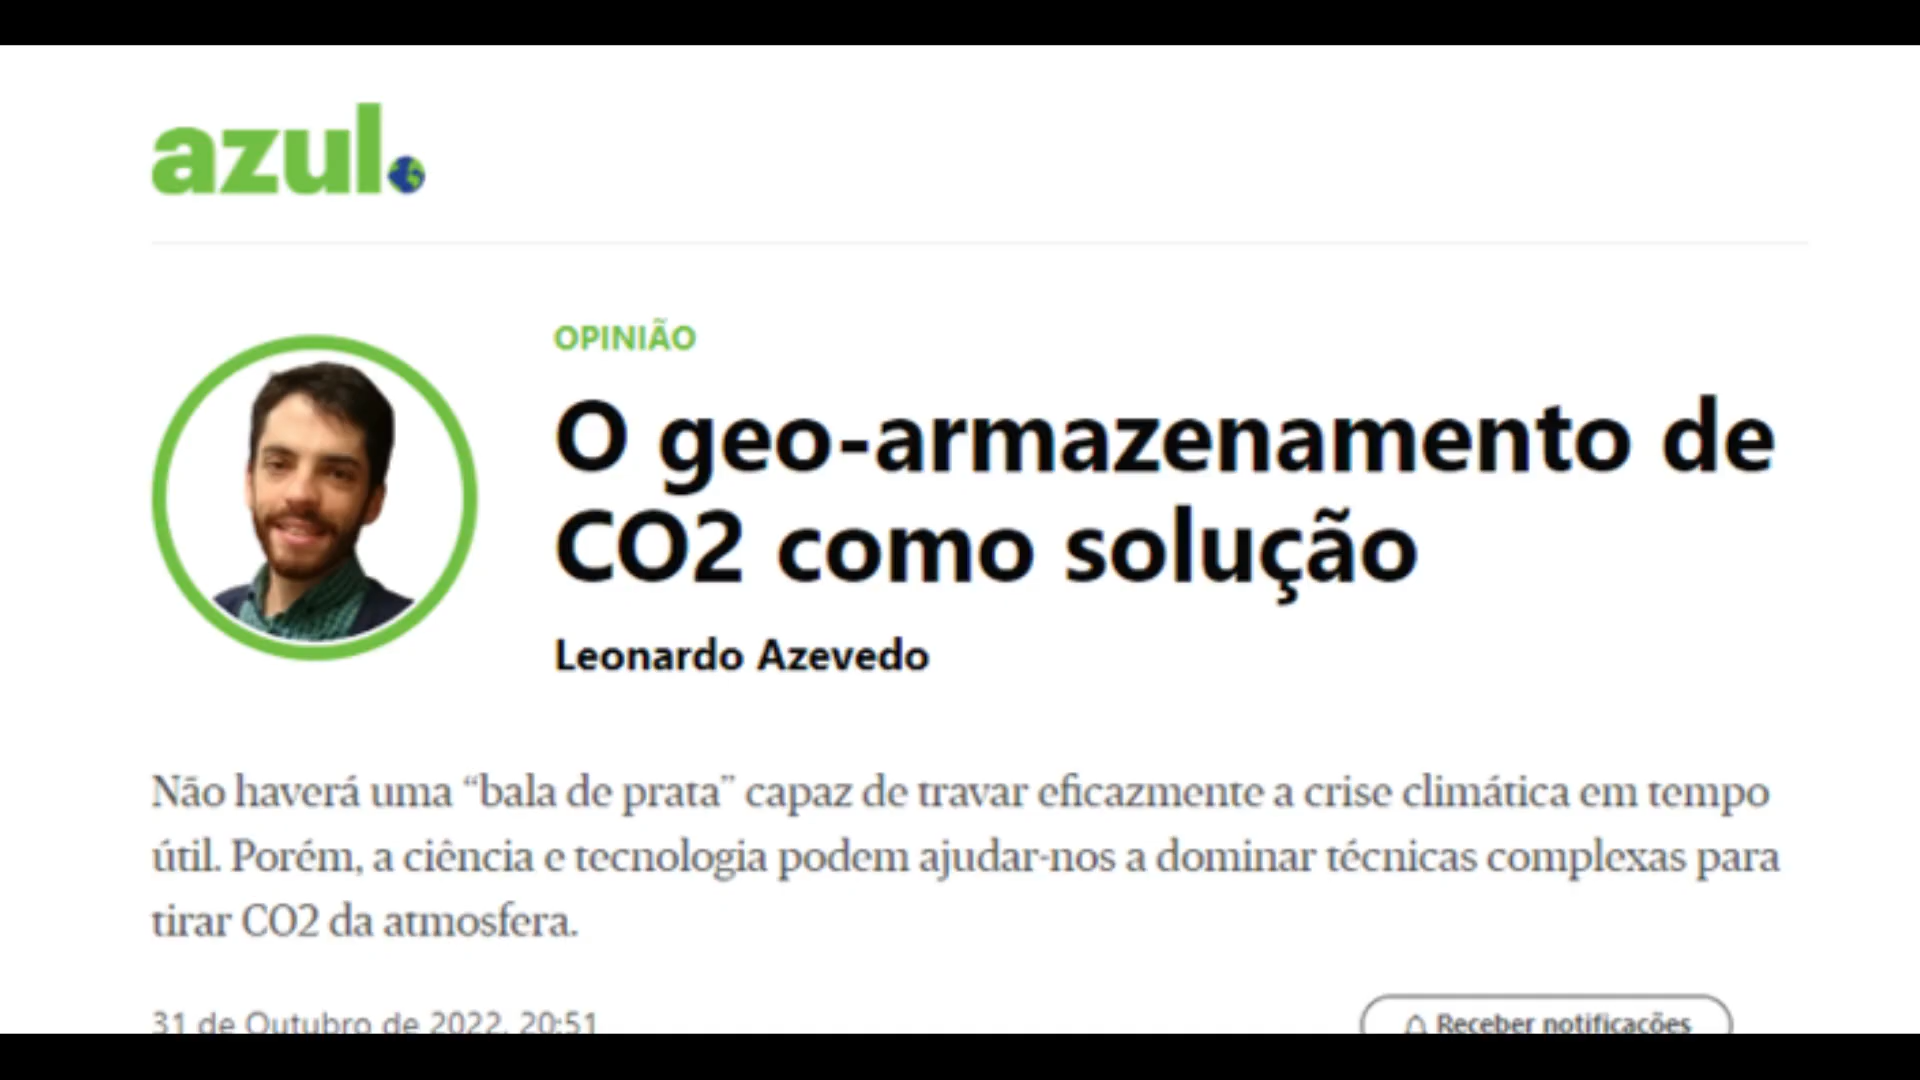 azul
OPINIÃO
O geo-armazenamento de
CO2 como solução
Leonardo Azevedo
Não haverá uma “bala de prata” capaz de travar eficazmente a crise climática em tempo
útil. Porém, a ciência e tecnologia podem ajudar-nos a dominar técnicas complexas para
tirar CO2 da atmosfera.
31 de Outubro de 2022, 20:51
Receber notificações